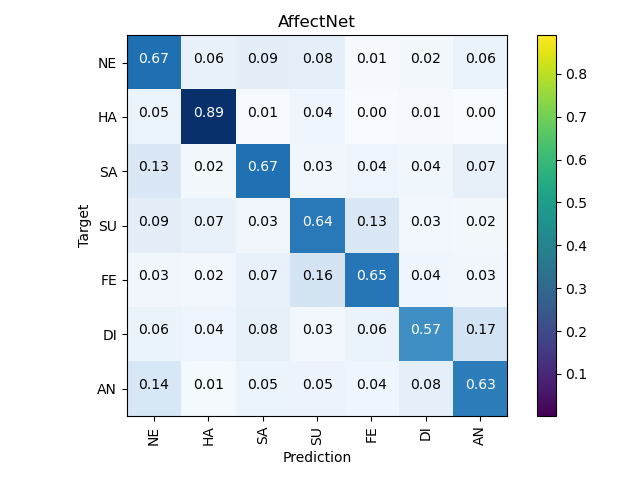 AffectNet
Target
NE 0.67 0.06 0.09 0.08 0.01 0.02 0.06
HA 0.05 0.89 0.01 0.04 0.00 0.01 0.00
SA 0.13 0.02 0.67 0.03 0.04 0.04 0.07
SU 0.09 0.07 0.03 0.64 0.13 0.03 0.02
FE 0.03 0.02 0.07 0.16 0.65 0.04 0.03
DI 0.06 0.04 0.08 0.03 0.06 0.57 0.17
AN 0.14 0.01 0.05 0.05 0.04 0.08 0.63
NE HA SA SU FE DI AN
Prediction
0.8
0.7
0.6
0.5
0.4
0.3
0.2
0.1